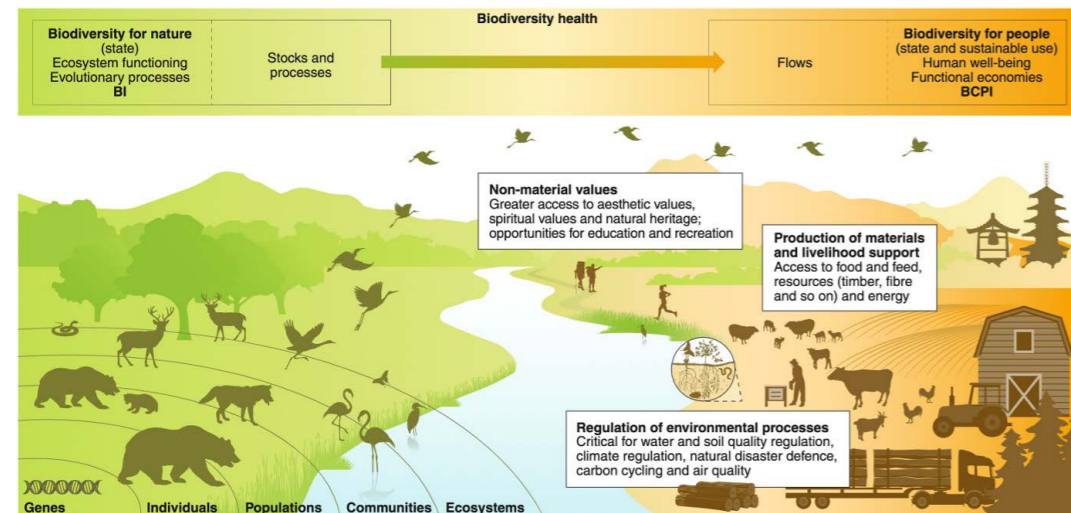 Biodiversity health
Biodiversity for nature
(state)
Ecosystem functioning
Evolutionary processes
BI
Stocks and
processes
Flows
Biodiversity for people
(state and sustainable use)
Human well-being
Functional economies
BCPI
Non-material values
Greater access to aesthetic values,
spiritual values and natural heritage;
opportunities for education and recreation
Production of materials
and livelihood support
Access to food and feed,
resources (timber, fibre
and so on) and energy
Regulation of environmental processes
Critical for water and soil quality regulation,
climate regulation, natural disaster defence,
carbon cycling and air quality
Genes
Individuals
Populations
Communities
Ecosystems